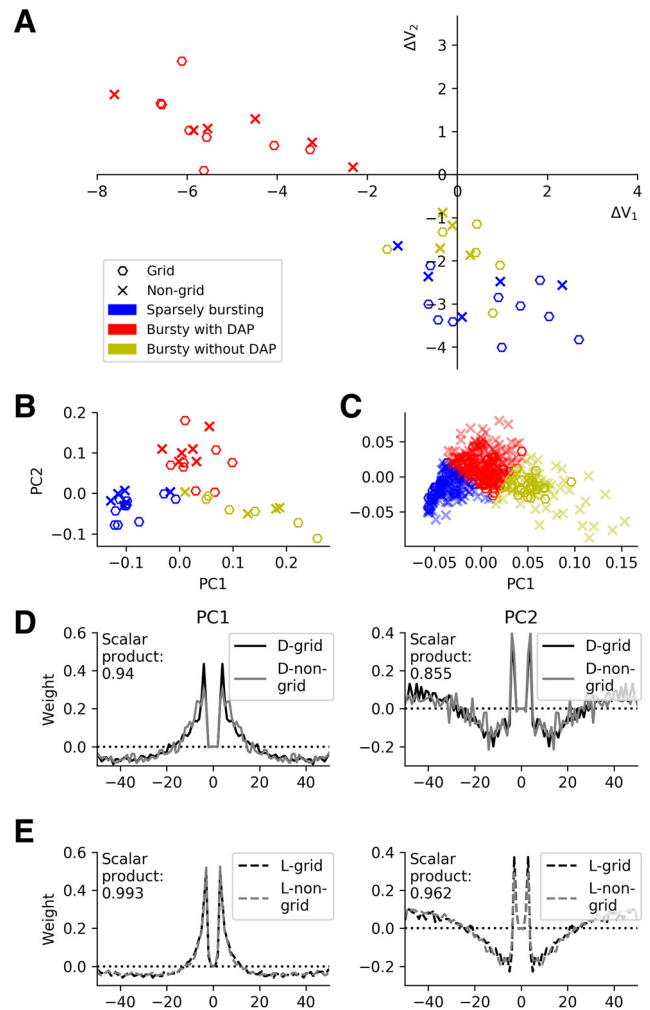 A
ΔV₂
3
2
1
0
−8
−6
−4
−2
0
2
4
−1
ΔV₁
−2
−3
−4
Grid
Non-grid
Sparsely bursting
Bursty with DAP
Bursty without DAP
B
0.2
0.1
0.0
−0.1
PC2
−0.1
0.0
0.1
0.2
PC1
C
0.05
0.00
−0.05
−0.05
0.00
0.05
0.10
0.15
PC1
D
PC1
0.6
0.4
0.2
0.0
Weight
Scalar
product:
0.94
D-grid
D-non-
grid
−40
−20
0
20
40
PC2
0.4
0.2
0.0
−0.2
Scalar
product:
0.855
D-grid
D-non-
grid
−40
−20
0
20
40
E
0.6
0.4
0.2
0.0
Weight
Scalar
product:
0.993
L-grid
L-non-
grid
−40
−20
0
20
40
0.6
0.4
0.2
0.0
−0.2
Scalar
product:
0.962
L-grid
L-non-
grid
−40
−20
0
20
40